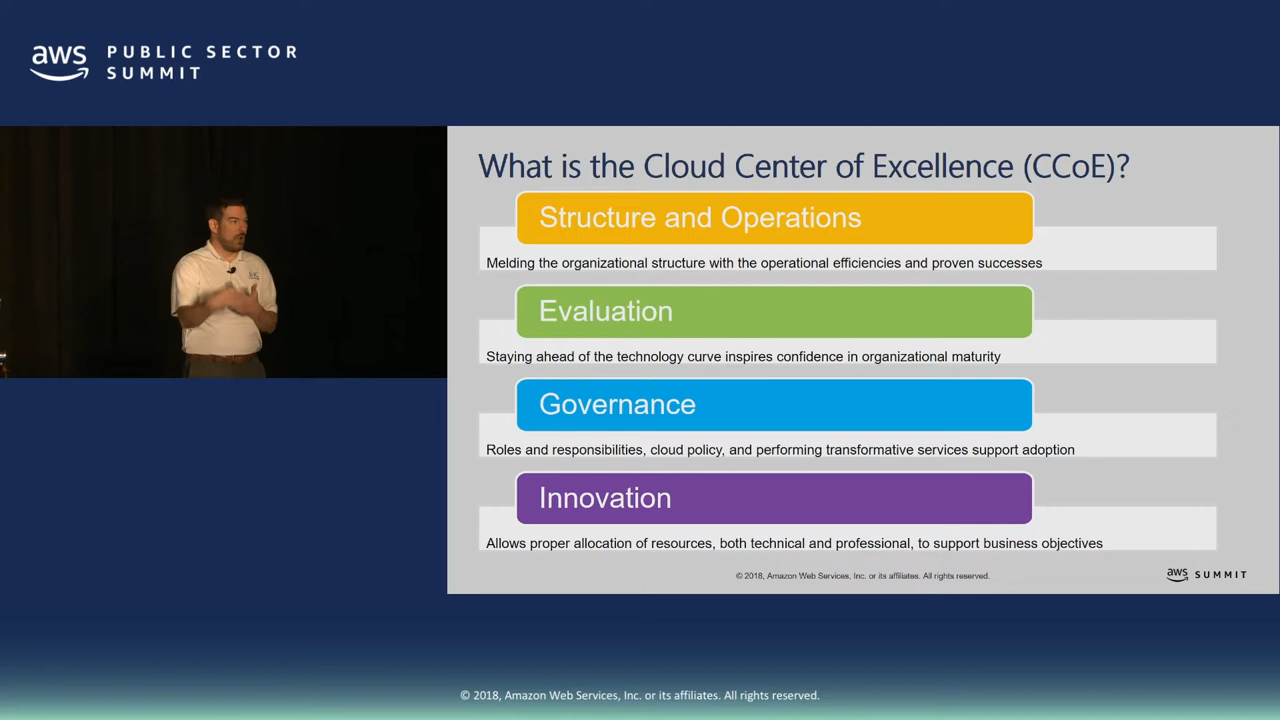 aws PUBLIC SECTOR
SUMMIT
What is the Cloud Center of Excellence (CCoE)?
Structure and Operations
Melding the organizational structure with the operational efficiencies and proven successes
Evaluation
Staying ahead of the technology curve inspires confidence in organizational maturity
Governance
Roles and responsibilities, cloud policy, and performing transformative services support adoption
Innovation
Allows proper allocation of resources, both technical and professional, to support business objectives
© 2018, Amazon Web Services, Inc. or its affiliates. All rights reserved.
aws SUMMIT
© 2018, Amazon Web Services, Inc. or its affiliates. All rights reserved.